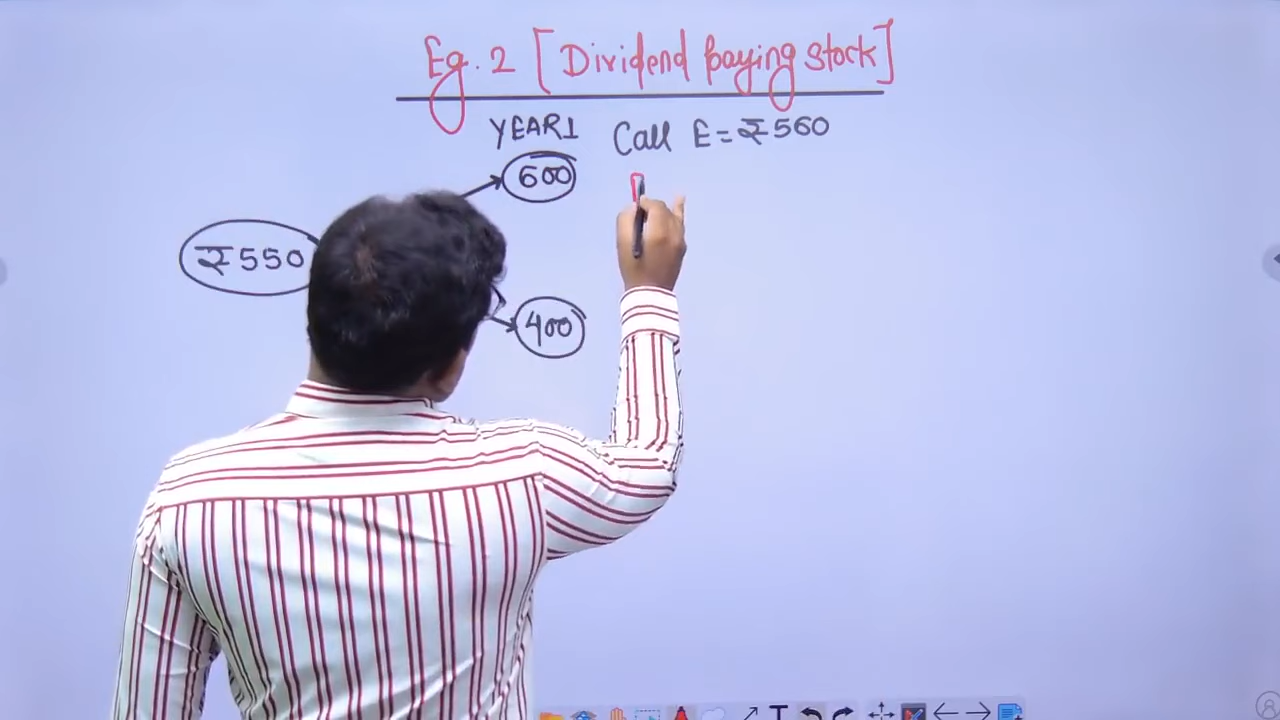 Eg. 2 [Dividend paying stock]
YEAR1 Call E = ₹560
600
₹550
400